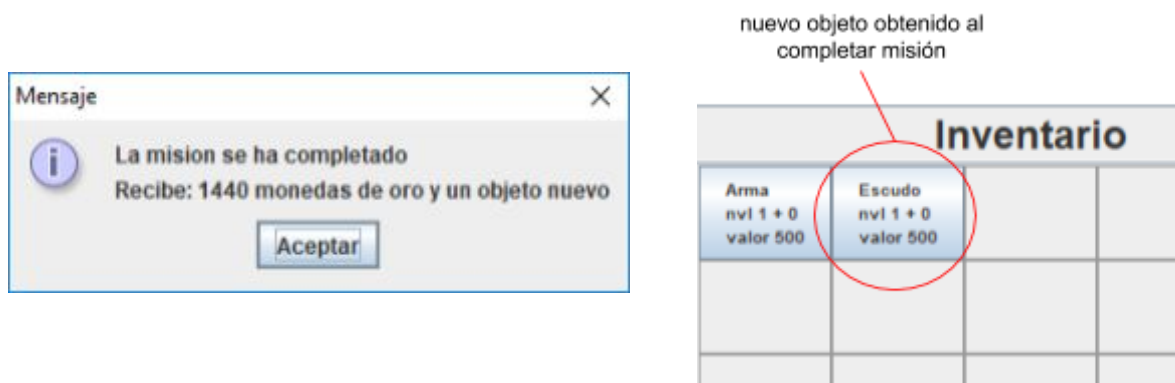 nuevo objeto obtenido al
completar misión
Mensaje
La mision se ha completado
Recibe: 1440 monedas de oro y un objeto nuevo
Aceptar
Inventario
Arma
nvl 1 + 0
valor 500
Escudo
nvl 1 + 0
valor 500